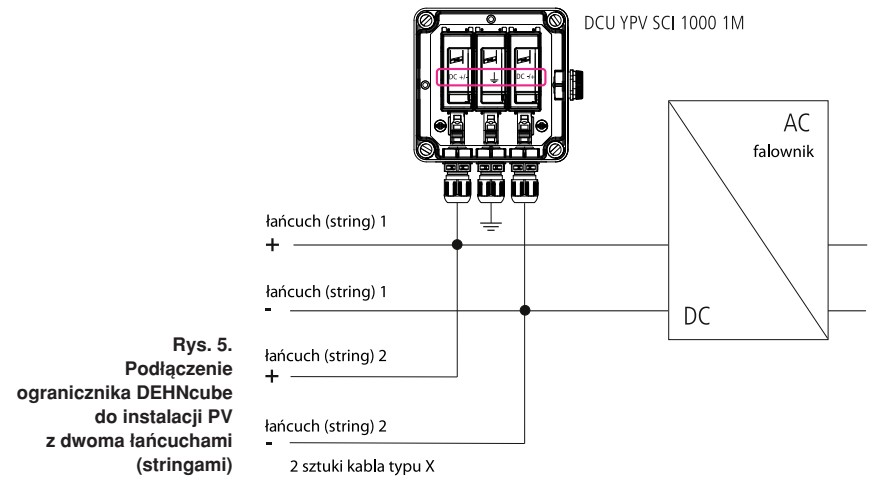 DCU YPV SCI 1000 1M
DC +/-
DC -/+
AC
falownik
łańcuch (string) 1
+
łańcuch (string) 1
-
DC
łańcuch (string) 2
+
łańcuch (string) 2
-
2 sztuki kabla typu X
Rys. 5.
Podłączenie
ogranicznika DEHNcube
do instalacji PV
z dwoma łańcuchami
(stringami)